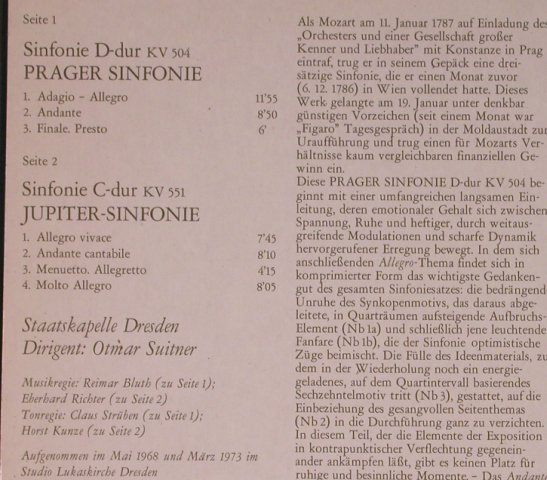 Seite 1
Sinfonie D-dur KV 504
PRAGER SINFONIE
1. Adagio – Allegro 11'55
2. Andante 8'50
3. Finale. Presto 6'
Seite 2
Sinfonie C-dur KV 551
JUPITER-SINFONIE
1. Allegro vivace 7'45
2. Andante cantabile 8'10
3. Menuetto. Allegretto 4'15
4. Molto Allegro 8'05
Staatskapelle Dresden
Dirigent: Otmar Suitner
Musikregie: Reimar Bluth (zu Seite 1);
Eberhard Richter (zu Seite 2)
Tonregie: Claus Strüben (zu Seite 1);
Horst Kunze (zu Seite 2)
Aufgenommen im Mai 1968 und März 1973 im
Studio Lukaskirche Dresden
Als Mozart am 11. Januar 1787 auf Einladung des
„Orchesters und einer Gesellschaft großer
Kenner und Liebhaber" mit Konstanze in Prag
eintraf, trug er in seinem Gepäck eine drei-
sätzige Sinfonie, die er einen Monat zuvor
(6. 12. 1786) in Wien vollendet hatte. Dieses
Werk gelangte am 19. Januar unter denkbar
günstigen Vorzeichen (seit einem Monat war
„Figaro" Tagesgespräch) in der Moldaustadt zur
Uraufführung und trug einen für Mozarts Ver-
hältnisse kaum vergleichbaren finanziellen Ge-
winn ein.
Diese PRAGER SINFONIE D-dur KV 504 be-
ginnt mit einer umfangreichen langsamen Ein-
leitung, deren emotionaler Gehalt sich zwischen
Spannung, Ruhe und heftiger, durch weitaus-
greifende Modulationen und scharfe Dynamik
hervorgerufener Erregung bewegt. In dem sich
anschließenden Allegro-Thema findet sich in
komprimierter Form das wichtigste Gedanken-
gut des gesamten Sinfoniesatzes: die bedrängende
Unruhe des Synkopenmotivs, das daraus abge-
leitete, in Quarträumen aufsteigende Aufbruchs-
Element (Nb 1a) und schließlich jene leuchtende
Fanfare (Nb 1b), die der Sinfonie optimistische
Züge beimischt. Die Fülle des Ideenmaterials, zu
dem in der Wiederholung noch ein energie-
geladenes, auf dem Quartintervall basierendes
Sechzehntelmotiv tritt (Nb 3), gestattet, auf die
Einbeziehung des gesangvollen Seitenthemas
(Nb 2) in die Durchführung ganz zu verzichten.
In diesem Teil, der die Elemente der Exposition
in kontrapunktischer Verflechtung gegenein-
ander ankämpfen läßt, gibt es keinen Platz für
ruhige und besinnliche Momente. – Das Andante